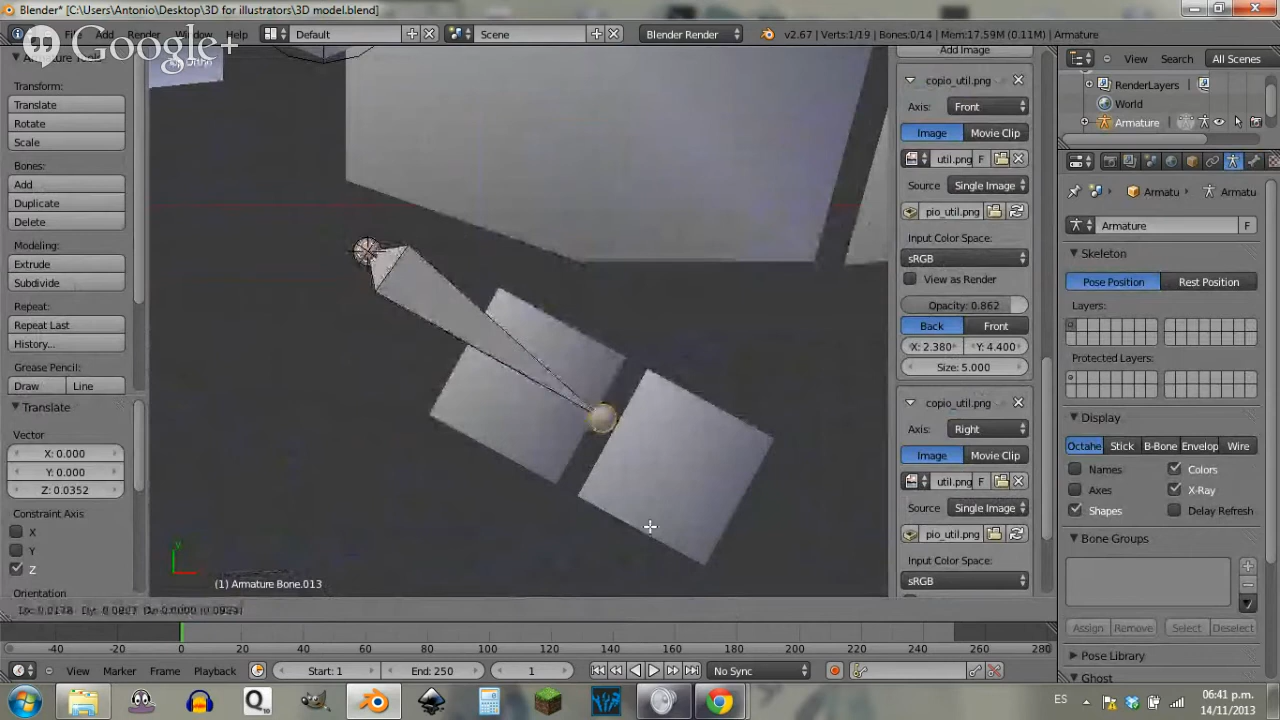 Blender* [C:\Users\Antonio\Desktop\3D for illustrators\3D model.blend]
File Add Render Window Help
Default
Scene
Blender Render
v2.67 | Verts:1/19 | Bones:0/14 | Mem:17.59M (0.11M) | Armature
Google+
Armature Tools
Top Ortho
Transform:
Translate
Rotate
Scale
Bones:
Add
Duplicate
Delete
Modeling:
Extrude
Subdivide
Repeat:
Repeat Last
History...
Grease Pencil:
Draw
Line
Translate
Vector
X: 0.000
Y: 0.000
Z: 0.0352
Constraint Axis
X
Y
Z
Orientation
(1) Armature Bone.013
Add Image
copio_util.png
Axis: Front
Image Movie Clip
util.png F
Source Single Image
pio_util.png
Input Color Space:
sRGB
View as Render
Opacity: 0.862
Back Front
X: 2.380 Y: 4.400
Size: 5.000
copio_util.png
Axis: Right
Image Movie Clip
util.png F
Source Single Image
pio_util.png
Input Color Space:
sRGB
View Search All Scenes
RenderLayers
World
Armature
Armatu Armatu
Armature F
Skeleton
Pose Position Rest Position
Layers:
Protected Layers:
Display
Octahe Stick B-Bone Envelop Wire
Names Colors
Axes X-Ray
Shapes Delay Refresh
Bone Groups
Assign Remove Select Deselect
Pose Library
Ghost
-40 -20 0 20 40 60 80 100 120 140 160 180 200 220 240 260 280
View Marker Frame Playback
Start: 1
End: 250
1
No Sync
ES
06:41 p.m.
14/11/2013